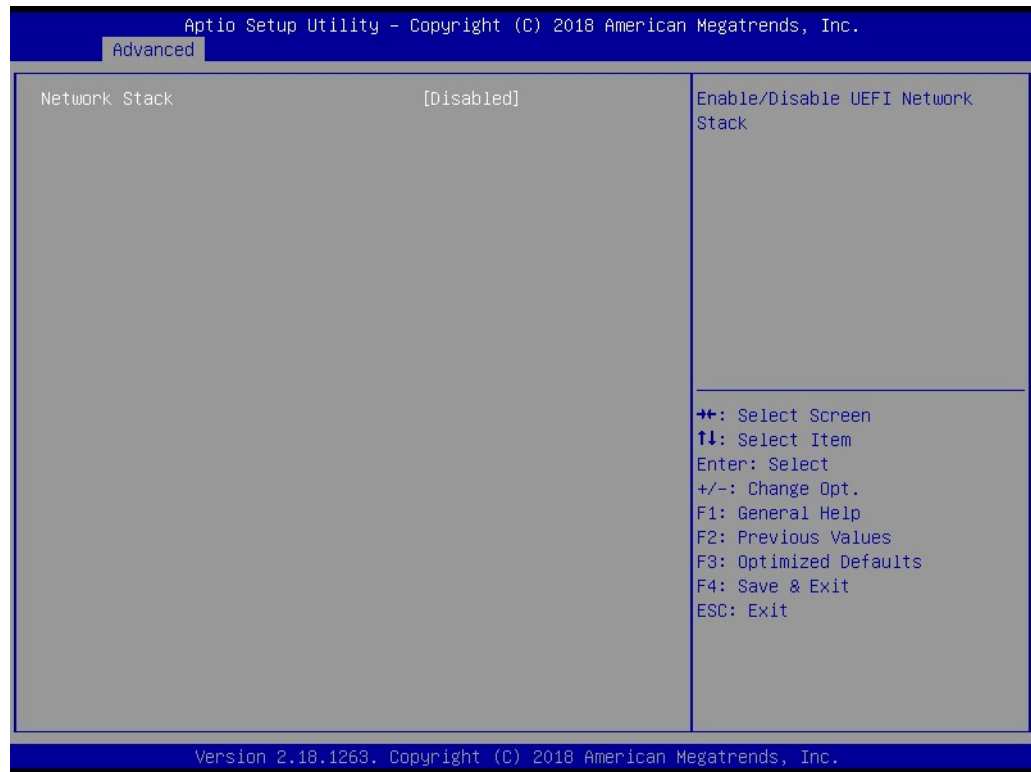 Aptio Setup Utility – Copyright (C) 2018 American Megatrends, Inc.
Advanced
Network Stack [Disabled]
Enable/Disable UEFI Network
Stack
→←: Select Screen
↑↓: Select Item
Enter: Select
+/-: Change Opt.
F1: General Help
F2: Previous Values
F3: Optimized Defaults
F4: Save & Exit
ESC: Exit
Version 2.18.1263. Copyright (C) 2018 American Megatrends, Inc.